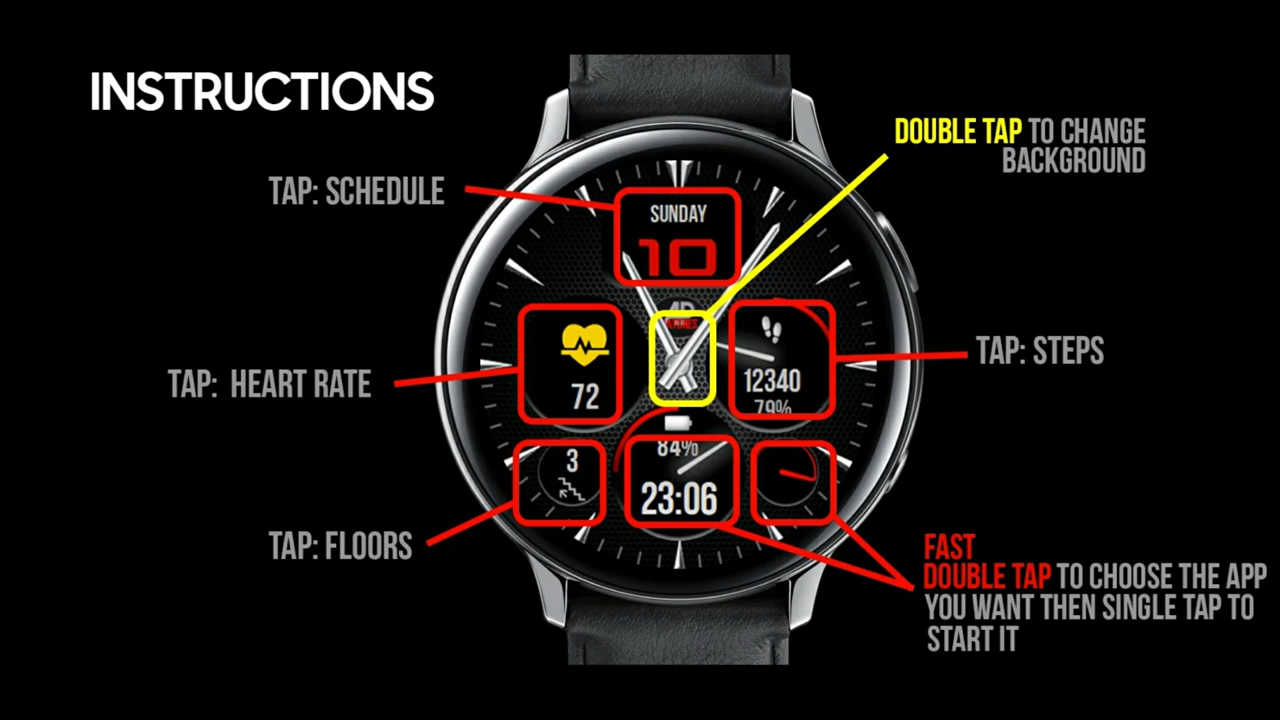 INSTRUCTIONS
DOUBLE TAP TO CHANGE
BACKGROUND
TAP: SCHEDULE
SUNDAY
10
TAP: STEPS
12340
79%
TAP: HEART RATE
72
84%
3
23:06
TAP: FLOORS
FAST
DOUBLE TAP TO CHOOSE THE APP
YOU WANT THEN SINGLE TAP TO
START IT